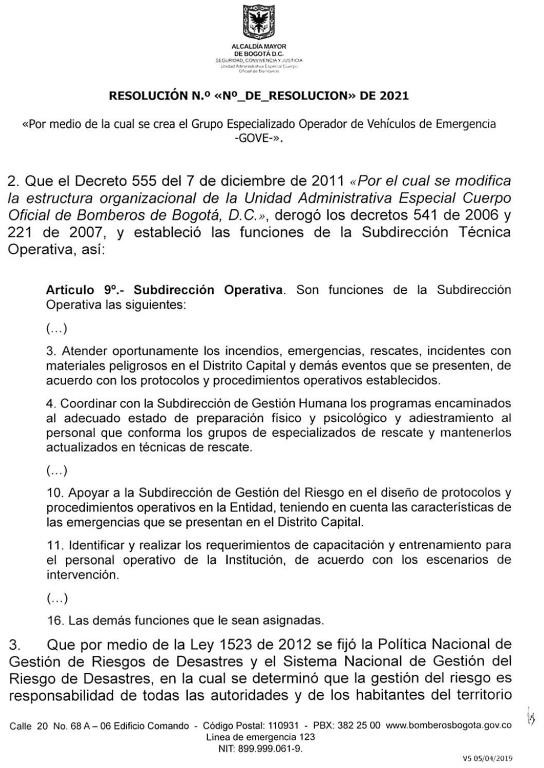 ALCALDÍA MAYOR
DE BOGOTÁ D.C.
SEGURIDAD, CONVIVENCIA Y JUSTICIA
Unidad Administrativa Especial Cuerpo
Oficial de Bomberos
RESOLUCIÓN N.º «Nº_DE_RESOLUCION» DE 2021
«Por medio de la cual se crea el Grupo Especializado Operador de Vehículos de Emergencia
-GOVE-».
2. Que el Decreto 555 del 7 de diciembre de 2011 «Por el cual se modifica
la estructura organizacional de la Unidad Administrativa Especial Cuerpo
Oficial de Bomberos de Bogotá, D.C.», derogó los decretos 541 de 2006 y
221 de 2007, y estableció las funciones de la Subdirección Técnica
Operativa, así:
Articulo 9º.- Subdirección Operativa. Son funciones de la Subdirección
Operativa las siguientes:
(...)
3. Atender oportunamente los incendios, emergencias, rescates, incidentes con
materiales peligrosos en el Distrito Capital y demás eventos que se presenten, de
acuerdo con los protocolos y procedimientos operativos establecidos.
4. Coordinar con la Subdirección de Gestión Humana los programas encaminados
al adecuado estado de preparación físico y psicológico y adiestramiento al
personal que conforma los grupos de especializados de rescate y mantenerlos
actualizados en técnicas de rescate.
(...)
10. Apoyar a la Subdirección de Gestión del Riesgo en el diseño de protocolos y
procedimientos operativos en la Entidad, teniendo en cuenta las características de
las emergencias que se presentan en el Distrito Capital.
11. Identificar y realizar los requerimientos de capacitación y entrenamiento para
el personal operativo de la Institución, de acuerdo con los escenarios de
intervención.
(...)
16. Las demás funciones que le sean asignadas.
3. Que por medio de la Ley 1523 de 2012 se fijó la Política Nacional de
Gestión de Riesgos de Desastres y el Sistema Nacional de Gestión del
Riesgo de Desastres, en la cual se determinó que la gestión del riesgo es
responsabilidad de todas las autoridades y de los habitantes del territorio
Calle 20 No. 68 A – 06 Edificio Comando - Código Postal: 110931 - PBX: 382 25 00 www.bomberosbogota.gov.co
Linea de emergencia 123
NIT: 899.999.061-9.
V5 05/04/2019